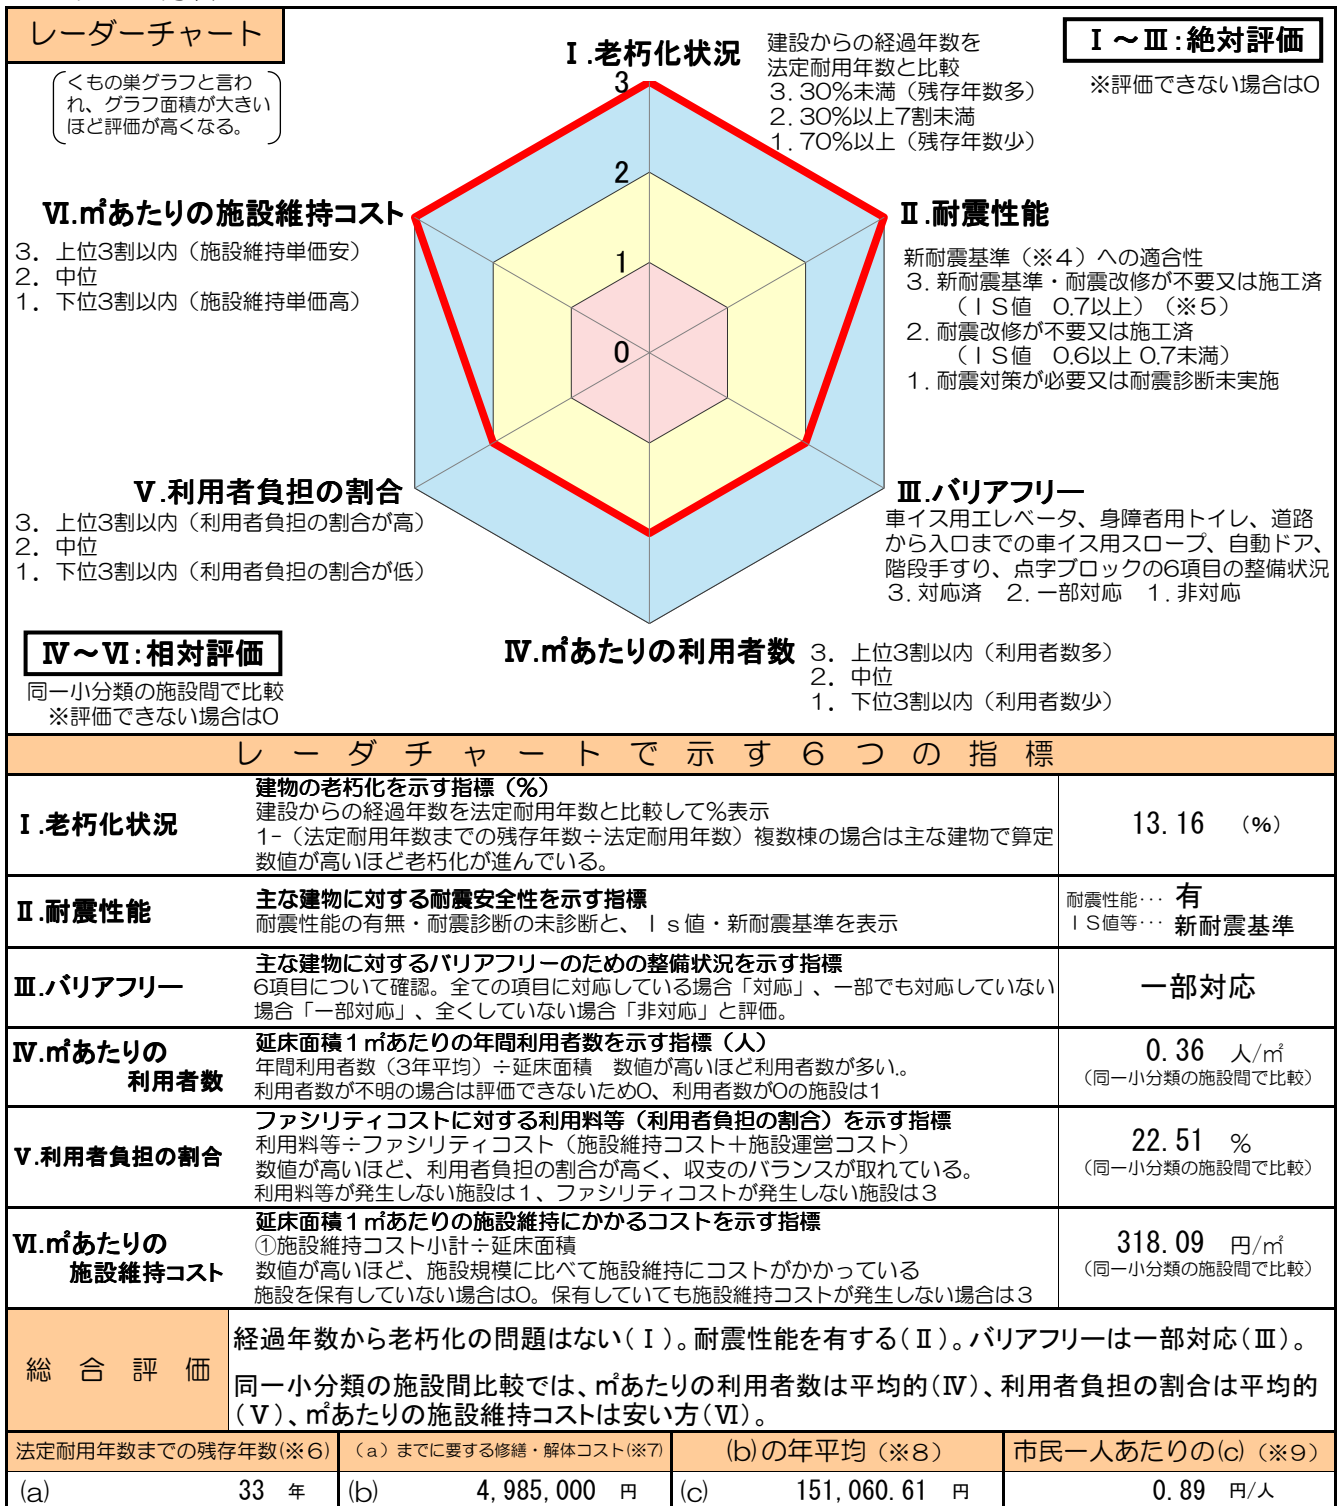 レーダーチャート
くもの巣グラフと言わ
れ、グラフ面積が大きい
ほど評価が高くなる。
Ⅰ.老朽化状況
建設からの経過年数を
法定耐用年数と比較
3. 30%未満（残存年数多）
2. 30%以上7割未満
1. 70%以上（残存年数少）
Ⅰ～Ⅲ:絶対評価
※評価できない場合は0
3
2
1
0
Ⅵ.㎡あたりの施設維持コスト
3. 上位3割以内（施設維持単価安）
2. 中位
1. 下位3割以内（施設維持単価高）
Ⅱ.耐震性能
新耐震基準（※4）への適合性
3. 新耐震基準・耐震改修が不要又は施工済
（IS値 0.7以上）（※5）
2. 耐震改修が不要又は施工済
（IS値 0.6以上 0.7未満）
1. 耐震対策が必要又は耐震診断未実施
Ⅴ.利用者負担の割合
3. 上位3割以内（利用者負担の割合が高）
2. 中位
1. 下位3割以内（利用者負担の割合が低）
Ⅲ.バリアフリー
車イス用エレベータ、身障者用トイレ、道路
から入口までの車イス用スロープ、自動ドア、
階段手すり、点字ブロックの6項目の整備状況
3. 対応済 2. 一部対応 1. 非対応
Ⅳ～Ⅵ:相対評価
同一小分類の施設間で比較
※評価できない場合は0
Ⅳ.㎡あたりの利用者数
3. 上位3割以内（利用者数多）
2. 中位
1. 下位3割以内（利用者数少）
レーダチャートで示す6つの指標
Ⅰ.老朽化状況
建物の老朽化を示す指標（%）
建設からの経過年数を法定耐用年数と比較して%表示
1-（法定耐用年数までの残存年数÷法定耐用年数）複数棟の場合は主な建物で算定
数値が高いほど老朽化が進んでいる。
13.16 （%）
Ⅱ.耐震性能
主な建物に対する耐震安全性を示す指標
耐震性能の有無・耐震診断の未診断と、Is値・新耐震基準を表示
耐震性能… 有
IS値等… 新耐震基準
Ⅲ.バリアフリー
主な建物に対するバリアフリーのための整備状況を示す指標
6項目について確認。全ての項目に対応している場合「対応」、一部でも対応していない
場合「一部対応」、全くしていない場合「非対応」と評価。
一部対応
Ⅳ.㎡あたりの
利用者数
延床面積1㎡あたりの年間利用者数を示す指標（人）
年間利用者数（3年平均）÷延床面積 数値が高いほど利用者数が多い。
利用者数が不明の場合は評価できないため0、利用者数が0の施設は1
0.36 人/㎡
（同一小分類の施設間で比較）
Ⅴ.利用者負担の割合
ファシリティコストに対する利用料等（利用者負担の割合）を示す指標
利用料等÷ファシリティコスト（施設維持コスト＋施設運営コスト）
数値が高いほど、利用者負担の割合が高く、収支のバランスが取れている。
利用料等が発生しない施設は1、ファシリティコストが発生しない施設は3
22.51 %
（同一小分類の施設間で比較）
Ⅵ.㎡あたりの
施設維持コスト
延床面積1㎡あたりの施設維持にかかるコストを示す指標
①施設維持コスト小計÷延床面積
数値が高いほど、施設規模に比べて施設維持にコストがかかっている
施設を保有していない場合は0。保有していても施設維持コストが発生しない場合は3
318.09 円/㎡
（同一小分類の施設間で比較）
総合評価
経過年数から老朽化の問題はない(Ⅰ)。耐震性能を有する(Ⅱ)。バリアフリーは一部対応(Ⅲ)。
同一小分類の施設間比較では、㎡あたりの利用者数は平均的(Ⅳ)、利用者負担の割合は平均的
(Ⅴ)、㎡あたりの施設維持コストは安い方(Ⅵ)。
法定耐用年数までの残存年数(※6)
（a）までに要する修繕・解体コスト(※7)
(b)の年平均（※8）
市民一人あたりの(c)（※9）
(a) 33 年
(b) 4,985,000 円
(c) 151,060.61 円
0.89 円/人